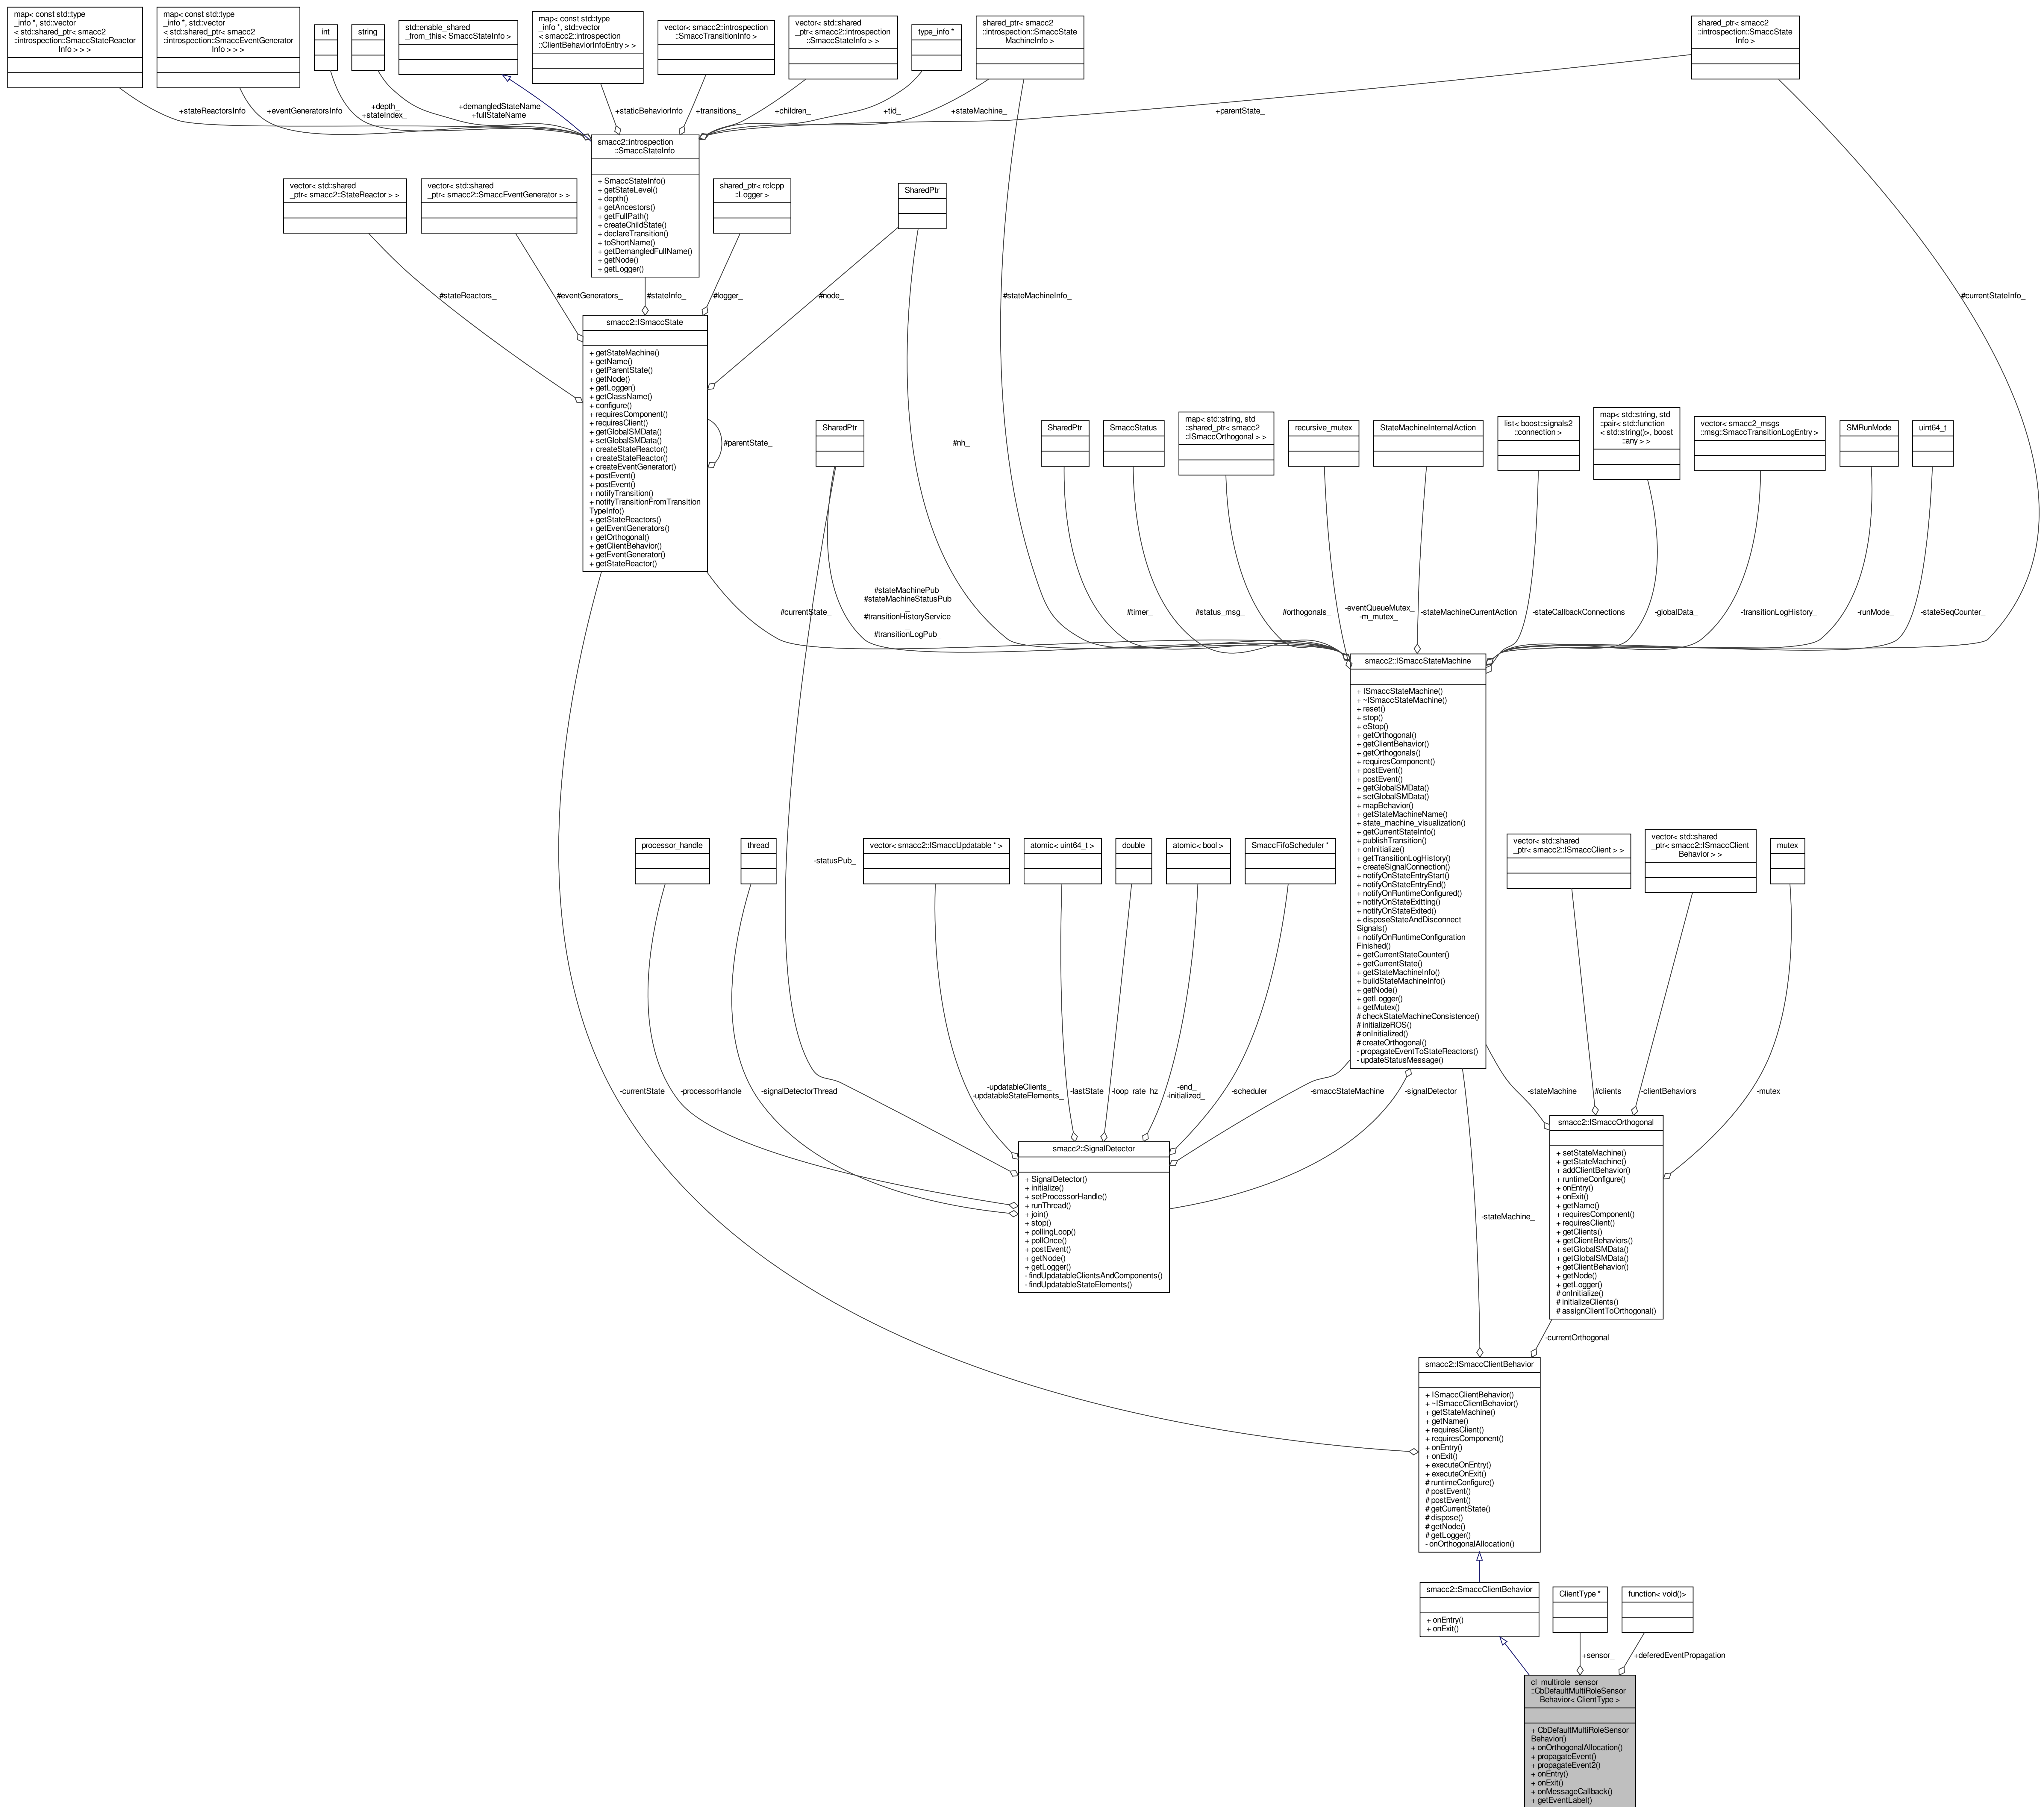 map< const std::type
_info *, std::vector
< std::shared_ptr< smacc2
::introspection::SmaccStateReactor
Info > > >
map< const std::type
_info *, std::vector
< std::shared_ptr< smacc2
::introspection::SmaccEventGenerator
Info > > >
int
string
std::enable_shared
_from_this< SmaccStateInfo >
map< const std::type
_info *, std::vector
< smacc2::introspection
::ClientBehaviorInfoEntry > >
vector< smacc2::introspection
::SmaccTransitionInfo >
vector< std::shared
_ptr< smacc2::introspection
::SmaccStateInfo > >
type_info *
shared_ptr< smacc2
::introspection::SmaccState
MachineInfo >
shared_ptr< smacc2
::introspection::SmaccState
Info >
+stateReactorsInfo
+eventGeneratorsInfo
+depth_
+stateIndex_
+demangledStateName
+fullStateName
+staticBehaviorInfo
+transitions_
+children_
+tid_
+stateMachine_
+parentState_
smacc2::introspection
::SmaccStateInfo
+ SmaccStateInfo()
+ getStateLevel()
+ depth()
+ getAncestors()
+ getFullPath()
+ createChildState()
+ declareTransition()
+ toShortName()
+ getDemangledFullName()
+ getNode()
+ getLogger()
vector< std::shared
_ptr< smacc2::StateReactor > >
vector< std::shared
_ptr< smacc2::SmaccEventGenerator > >
shared_ptr< rclcpp
::Logger >
SharedPtr
#stateReactors_
#eventGenerators_
#stateInfo_
#logger_
#node_
#stateMachineInfo_
#currentStateInfo_
smacc2::ISmaccState
+ getStateMachine()
+ getName()
+ getParentState()
+ getNode()
+ getLogger()
+ getClassName()
+ configure()
+ requiresComponent()
+ requiresClient()
+ getGlobalSMData()
+ setGlobalSMData()
+ createStateReactor()
+ createStateReactor()
+ createEventGenerator()
+ postEvent()
+ postEvent()
+ notifyTransition()
+ notifyTransitionFromTransition
TypeInfo()
+ getStateReactors()
+ getEventGenerators()
+ getOrthogonal()
+ getClientBehavior()
+ getEventGenerator()
+ getStateReactor()
#parentState_
SharedPtr
#nh_
SharedPtr
SmaccStatus
map< std::string, std
::shared_ptr< smacc2
::ISmaccOrthogonal > >
recursive_mutex
StateMachineInternalAction
list< boost::signals2
::connection >
map< std::string, std
::pair< std::function
< std::string()>, boost
::any > >
vector< smacc2_msgs
::msg::SmaccTransitionLogEntry >
SMRunMode
uint64_t
#currentState_
#stateMachinePub_
#stateMachineStatusPub
_
#transitionHistoryService
_
#transitionLogPub_
#timer_
#status_msg_
#orthogonals_
-eventQueueMutex_
-m_mutex_
-stateMachineCurrentAction
-stateCallbackConnections
-globalData_
-transitionLogHistory_
-runMode_
-stateSeqCounter_
smacc2::ISmaccStateMachine
+ ISmaccStateMachine()
+ ~ISmaccStateMachine()
+ reset()
+ stop()
+ eStop()
+ getOrthogonal()
+ getClientBehavior()
+ getOrthogonals()
+ requiresComponent()
+ postEvent()
+ postEvent()
+ getGlobalSMData()
+ setGlobalSMData()
+ mapBehavior()
+ getStateMachineName()
+ state_machine_visualization()
+ getCurrentStateInfo()
+ publishTransition()
+ onInitialize()
+ getTransitionLogHistory()
+ createSignalConnection()
+ notifyOnStateEntryStart()
+ notifyOnStateEntryEnd()
+ notifyOnRuntimeConfigured()
+ notifyOnStateExitting()
+ notifyOnStateExited()
+ disposeStateAndDisconnect
Signals()
+ notifyOnRuntimeConfiguration
Finished()
+ getCurrentStateCounter()
+ getCurrentState()
+ getStateMachineInfo()
+ buildStateMachineInfo()
+ getNode()
+ getLogger()
+ getMutex()
# checkStateMachineConsistence()
# initializeROS()
# onInitialized()
# createOrthogonal()
- propagateEventToStateReactors()
- updateStatusMessage()
processor_handle
thread
-statusPub_
vector< smacc2::ISmaccUpdatable * >
atomic< uint64_t >
double
atomic< bool >
SmaccFifoScheduler *
vector< std::shared
_ptr< smacc2::ISmaccClient > >
vector< std::shared
_ptr< smacc2::ISmaccClient
Behavior > >
mutex
-currentState
-processorHandle_
-signalDetectorThread_
-updatableClients_
-updatableStateElements_
-lastState_
-loop_rate_hz
-end_
-initialized_
-scheduler_
-smaccStateMachine_
-signalDetector_
-stateMachine_
#clients_
-clientBehaviors_
-mutex_
smacc2::SignalDetector
+ SignalDetector()
+ initialize()
+ setProcessorHandle()
+ runThread()
+ join()
+ stop()
+ pollingLoop()
+ pollOnce()
+ postEvent()
+ getNode()
+ getLogger()
- findUpdatableClientsAndComponents()
- findUpdatableStateElements()
smacc2::ISmaccOrthogonal
+ setStateMachine()
+ getStateMachine()
+ addClientBehavior()
+ runtimeConfigure()
+ onEntry()
+ onExit()
+ getName()
+ requiresComponent()
+ requiresClient()
+ getClients()
+ getClientBehaviors()
+ setGlobalSMData()
+ getGlobalSMData()
+ getClientBehavior()
+ getNode()
+ getLogger()
# onInitialize()
# initializeClients()
# assignClientToOrthogonal()
-stateMachine_
-currentOrthogonal
smacc2::ISmaccClientBehavior
+ ISmaccClientBehavior()
+ ~ISmaccClientBehavior()
+ getStateMachine()
+ getName()
+ requiresClient()
+ requiresComponent()
+ onEntry()
+ onExit()
+ executeOnEntry()
+ executeOnExit()
# runtimeConfigure()
# postEvent()
# postEvent()
# getCurrentState()
# dispose()
# getNode()
# getLogger()
- onOrthogonalAllocation()
smacc2::SmaccClientBehavior
+ onEntry()
+ onExit()
ClientType *
function< void()>
+sensor_
+deferedEventPropagation
cl_multirole_sensor
::CbDefaultMultiRoleSensor
Behavior< ClientType >
+ CbDefaultMultiRoleSensor
Behavior()
+ onOrthogonalAllocation()
+ propagateEvent()
+ propagateEvent2()
+ onEntry()
+ onExit()
+ onMessageCallback()
+ getEventLabel()